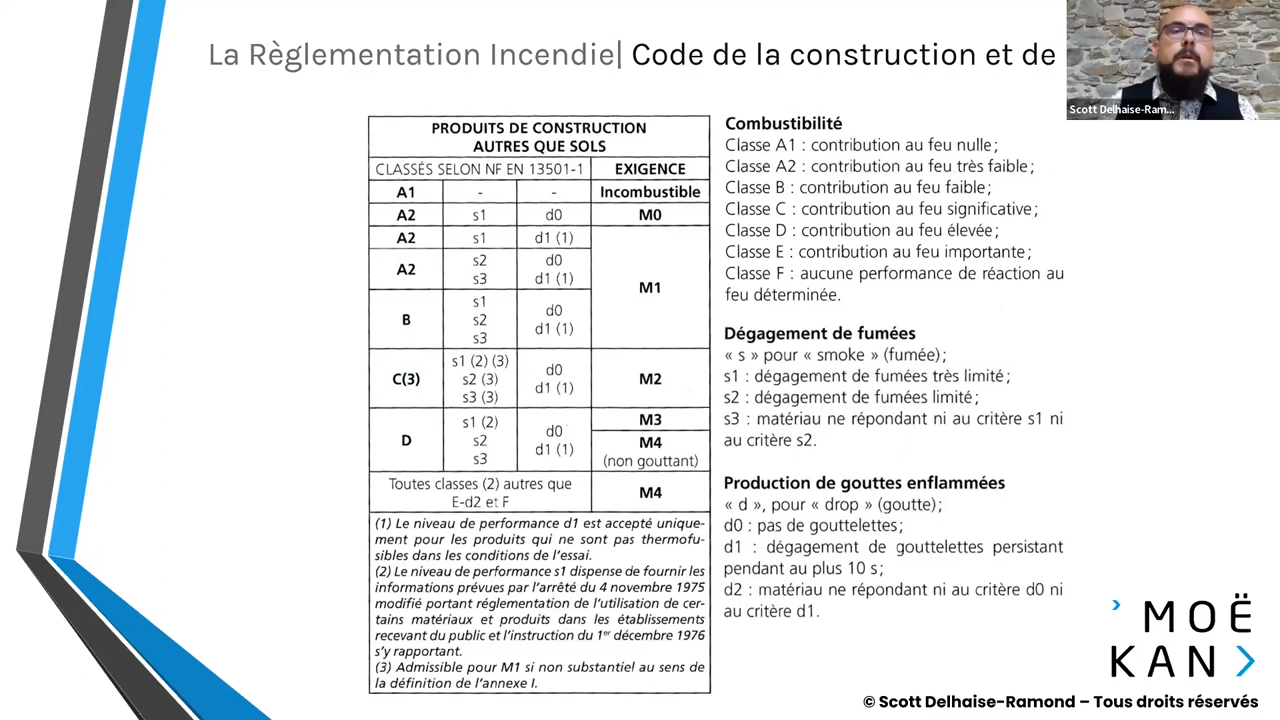 La Règlementation Incendie| Code de la construction et de
Scott Delhaise-Ram...
PRODUITS DE CONSTRUCTION
AUTRES QUE SOLS
CLASSÉS SELON NF EN 13501-1 EXIGENCE
A1 - - Incombustible
A2 s1 d0 M0
A2 s1 d1 (1)
A2 s2 d0
s3 d1 (1)
M1
B s1 d0
s2 d1 (1)
s3
C(3) s1 (2) (3) d0 M2
s2 (3) d1 (1)
s3 (3)
D s1 (2) d0 M3
s2 d1 (1) M4
s3 (non gouttant)
Toutes classes (2) autres que
E-d2 et F
M4
(1) Le niveau de performance d1 est accepté unique-
ment pour les produits qui ne sont pas thermofu-
sibles dans les conditions de l'essai.
(2) Le niveau de performance s1 dispense de fournir les
informations prévues par l'arrêté du 4 novembre 1975
modifié portant réglementation de l'utilisation de cer-
tains matériaux et produits dans les établissements
recevant du public et l'instruction du 1er décembre 1976
s'y rapportant.
(3) Admissible pour M1 si non substantiel au sens de
la définition de l'annexe I.
Combustibilité
Classe A1 : contribution au feu nulle ;
Classe A2 : contribution au feu très faible ;
Classe B : contribution au feu faible ;
Classe C : contribution au feu significative ;
Classe D : contribution au feu élevée ;
Classe E : contribution au feu importante ;
Classe F : aucune performance de réaction au
feu déterminée.
Dégagement de fumées
« s » pour « smoke » (fumée) ;
s1 : dégagement de fumées très limité ;
s2 : dégagement de fumées limité ;
s3 : matériau ne répondant ni au critère s1 ni
au critère s2.
Production de gouttes enflammées
« d », pour « drop » (goutte) ;
d0 : pas de gouttelettes ;
d1 : dégagement de gouttelettes persistant
pendant au plus 10 s ;
d2 : matériau ne répondant ni au critère d0 ni
au critère d1.
MOË
KAN
© Scott Delhaise-Ramond – Tous droits réservés